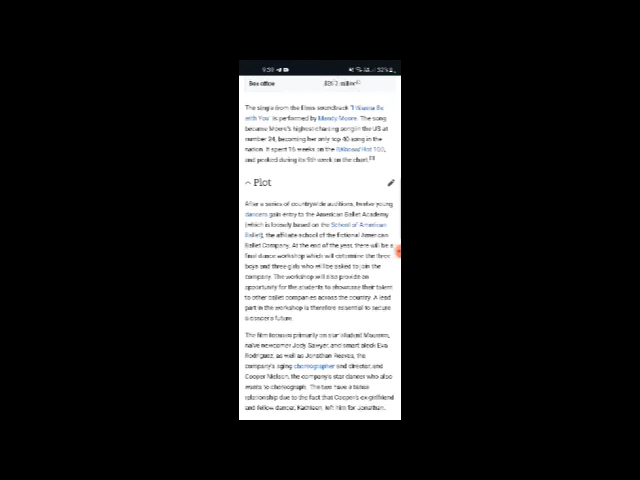 9:59
Box office
The single from the films soundtrack "I Wanna Be
with You" is performed by Mandy Moore. The song
became Moore's highest-charting song in the US at
number 24, becoming her only top 40 song in the
nation. It spent 16 weeks on the Billboard Hot 100,
and peaked during its 9th week on the chart.
Plot
After a series of countrywide auditions, twelve young
dancers gain entry to the American Ballet Academy
(which is loosely based on the School of American
Ballet), the affiliate school of the fictional American
Ballet Company. At the end of the year, there will be a
final dance workshop which will determine the three
boys and three girls who will be asked to join the
company. The workshop will also provide an
opportunity for the students to showcase their talent
to other ballet companies across the country. A lead
part in the workshop is therefore essential to secure
a dancer's future.
The film focuses primarily on star student Maureen,
naïve newcomer Jody Sawyer, and smart aleck Eva
Rodriguez, as well as Jonathan Reeves, the
company's aging choreographer and director, and
Cooper Nielson, the company's star dancer who also
wants to choreograph. The two have a tense
relationship due to the fact that Cooper's ex-girlfriend
and fellow dancer, Kathleen, left him for Jonathan.